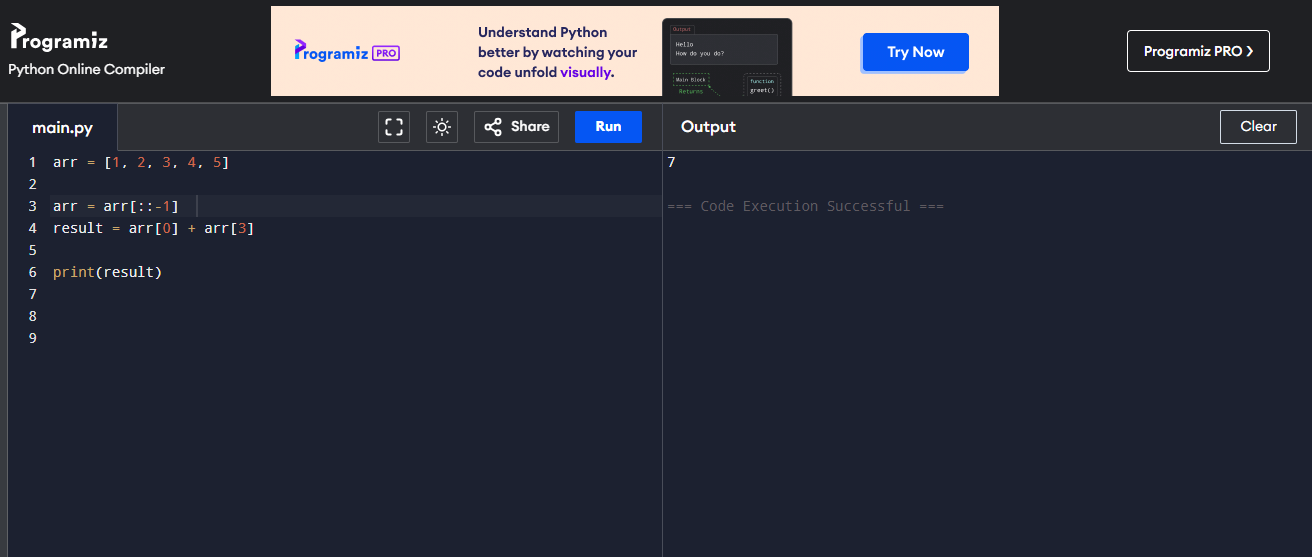 Programiz
Python Online Compiler
Programiz PRO
Understand Python
better by watching your
code unfold visually.
Output
Hello
How do you do?
Main Block
Returns
function
greet()
Try Now
Programiz PRO ❯
main.py
Share
Run
Output
Clear
1 arr = [1, 2, 3, 4, 5]
2
3 arr = arr[::-1]
4 result = arr[0] + arr[3]
5
6 print(result)
7
8
9
7
=== Code Execution Successful ===